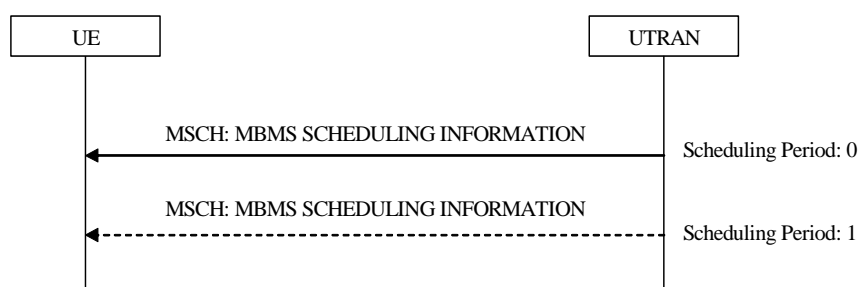 UE
UTRAN
MSCH: MBMS SCHEDULING INFORMATION
Scheduling Period: 0
MSCH: MBMS SCHEDULING INFORMATION
Scheduling Period: 1